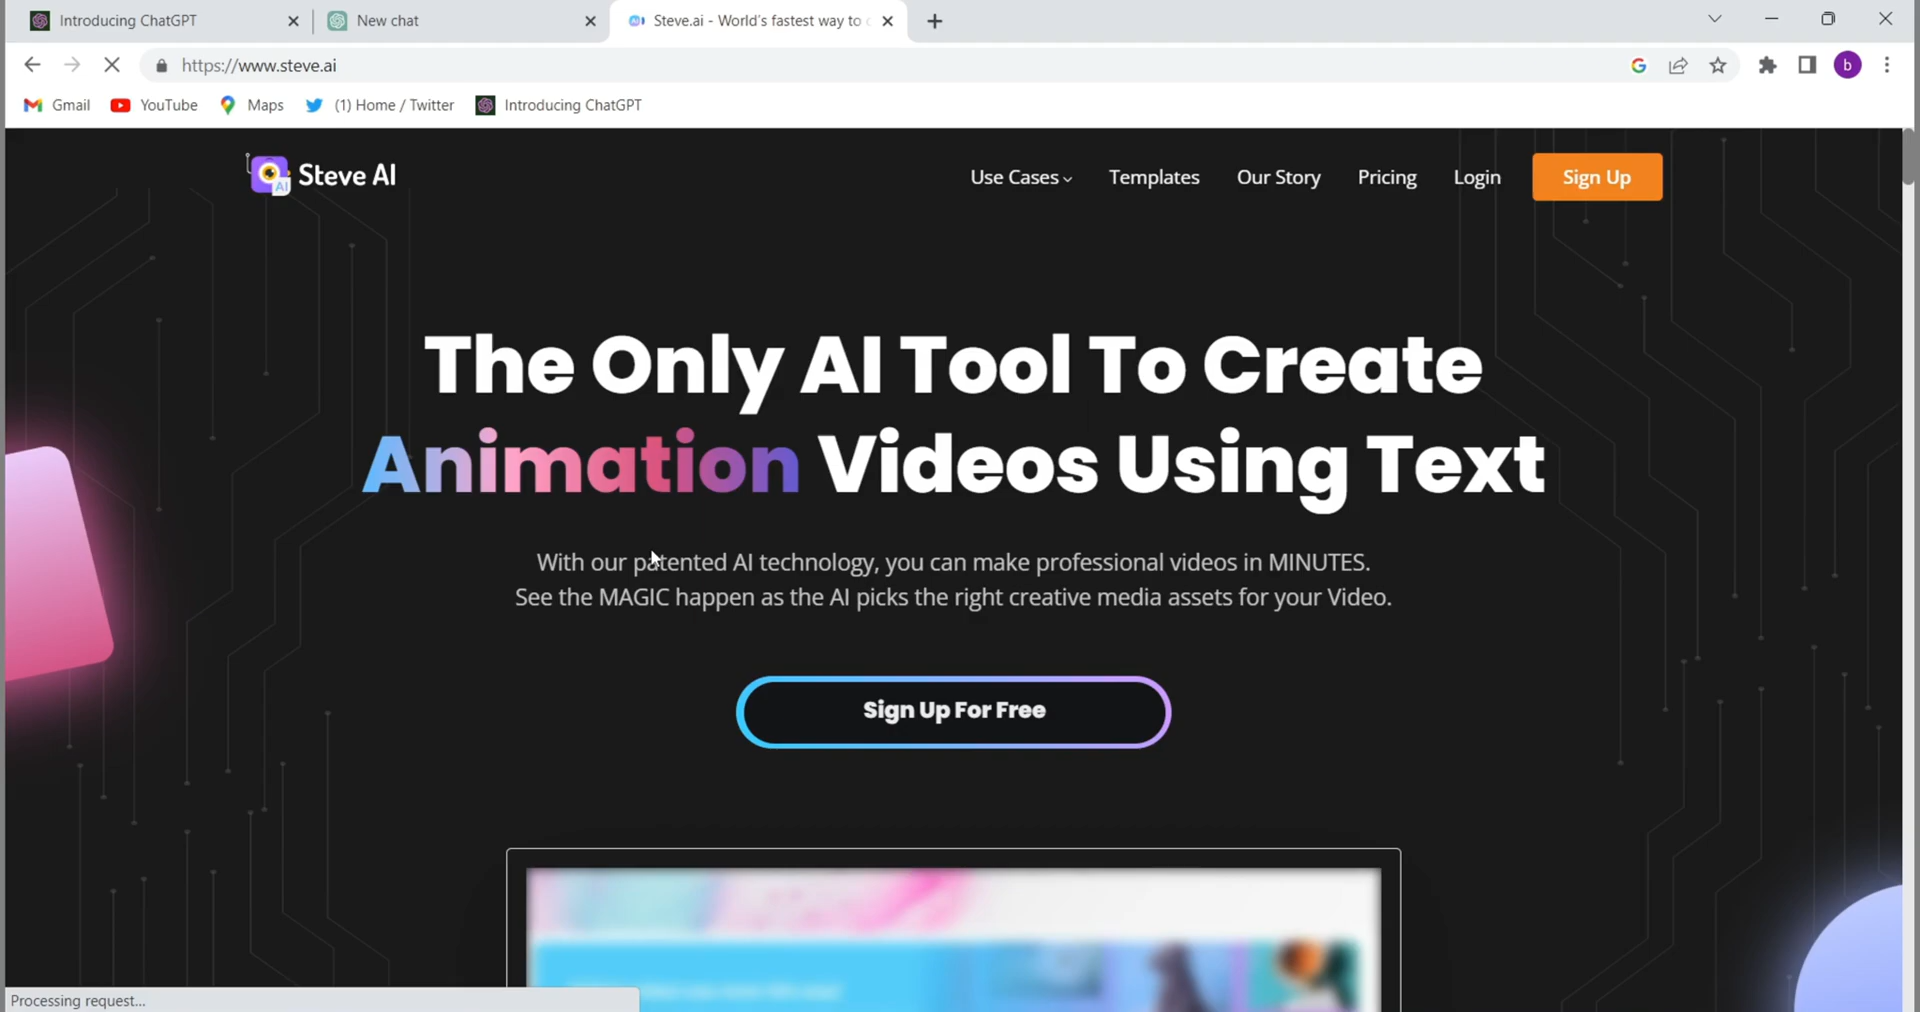 Introducing ChatGPT
New chat
Steve.ai - World's fastest way to
https://www.steve.ai
b
Gmail
YouTube
Maps
(1) Home / Twitter
Introducing ChatGPT
AI
Steve AI
Use Cases
Templates
Our Story
Pricing
Login
Sign Up
The Only AI Tool To Create
Animation Videos Using Text
With our patented AI technology, you can make professional videos in MINUTES.
See the MAGIC happen as the AI picks the right creative media assets for your Video.
Sign Up For Free
Processing request...